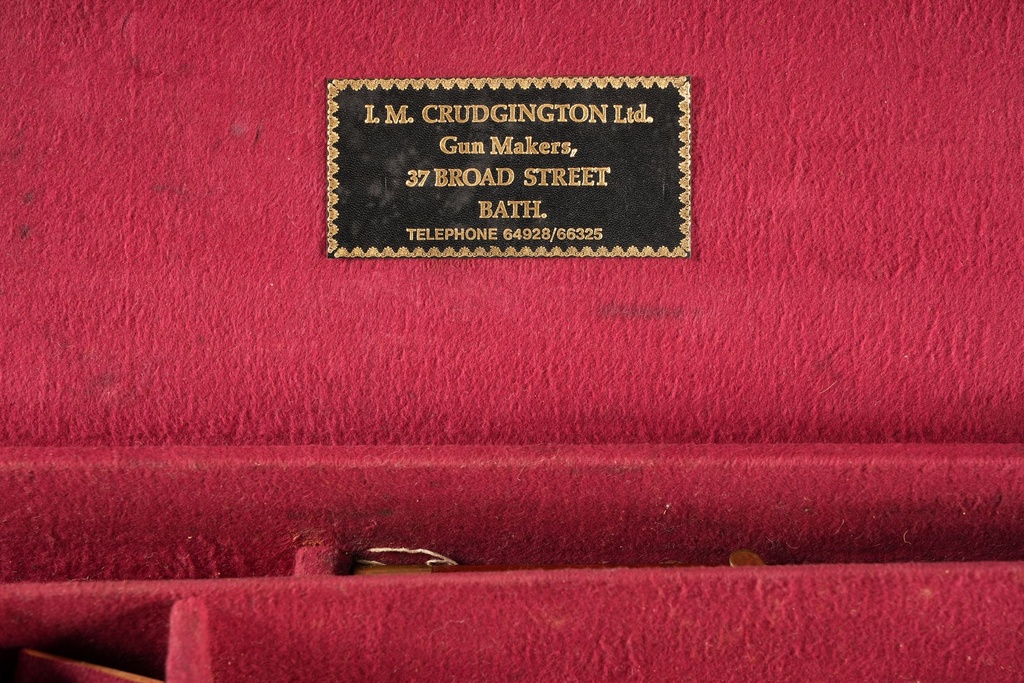 I. M. CRUDGINGTON Ltd.
Gun Makers,
37 BROAD STREET
BATH.
TELEPHONE 64928/66325